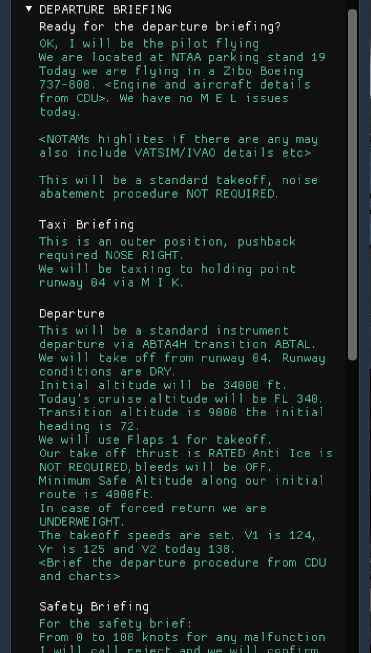 ▼ DEPARTURE BRIEFING
Ready for the departure briefing?
OK, I will be the pilot flying
We are located at NTAA parking stand 19
Today we are flying in a Zibo Boeing
737-800. <Engine and aircraft details
from CDU>. We have no M E L issues
today.
<NOTAMs highlites if there are any may
also include VATSIM/IVAO details etc>
This will be a standard takeoff, noise
abatement procedure NOT REQUIRED.
Taxi Briefing
This is an outer position, pushback
required NOSE RIGHT.
We will be taxiing to holding point
runway 04 via M I K.
Departure
This will be a standard instrument
departure via ABTA4H transition ABTAL.
We will take off from runway 04. Runway
conditions are DRY.
Initial altitude will be 34000 ft.
Today's cruise altitude will be FL 340.
Transition altitude is 9000 the initial
heading is 72.
We will use Flaps 1 for takeoff.
Our take off thrust is RATED Anti Ice is
NOT REQUIRED, bleeds will be OFF.
Minimum Safe Altitude along our initial
route is 4000ft.
In case of forced return we are
UNDERWEIGHT.
The takeoff speeds are set. V1 is 124,
Vr is 125 and V2 today 138.
<Brief the departure procedure from CDU
and charts>
Safety Briefing
For the safety brief:
From 0 to 100 knots for any malfunction
I will call reject and we will confirm